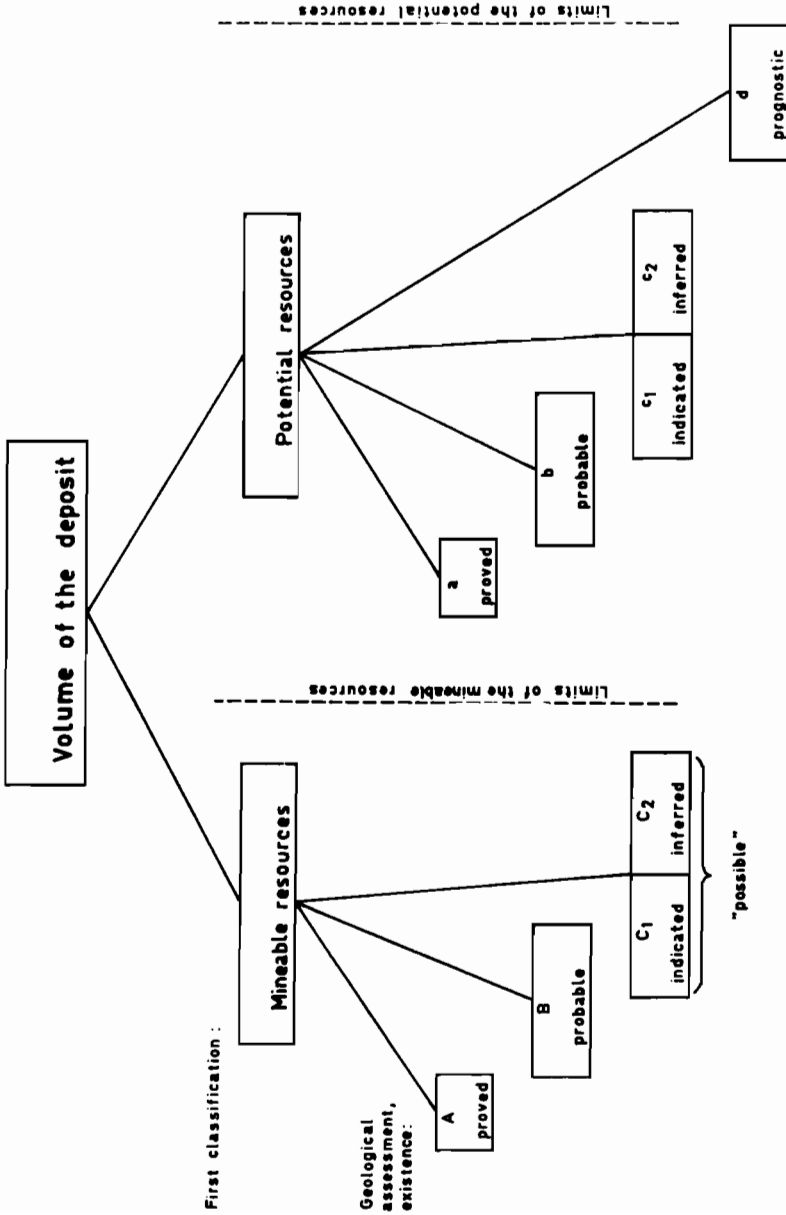 Volume of the deposit
First classification :
Mineable resources
Potential resources
Geological
assessment,
existence:
A
proved
B
probable
C1
indicated
C2
inferred
"possible"
Limits of the mineable resources
a
proved
b
probable
c1
indicated
c2
inferred
d
prognostic
Limits of the potential resources